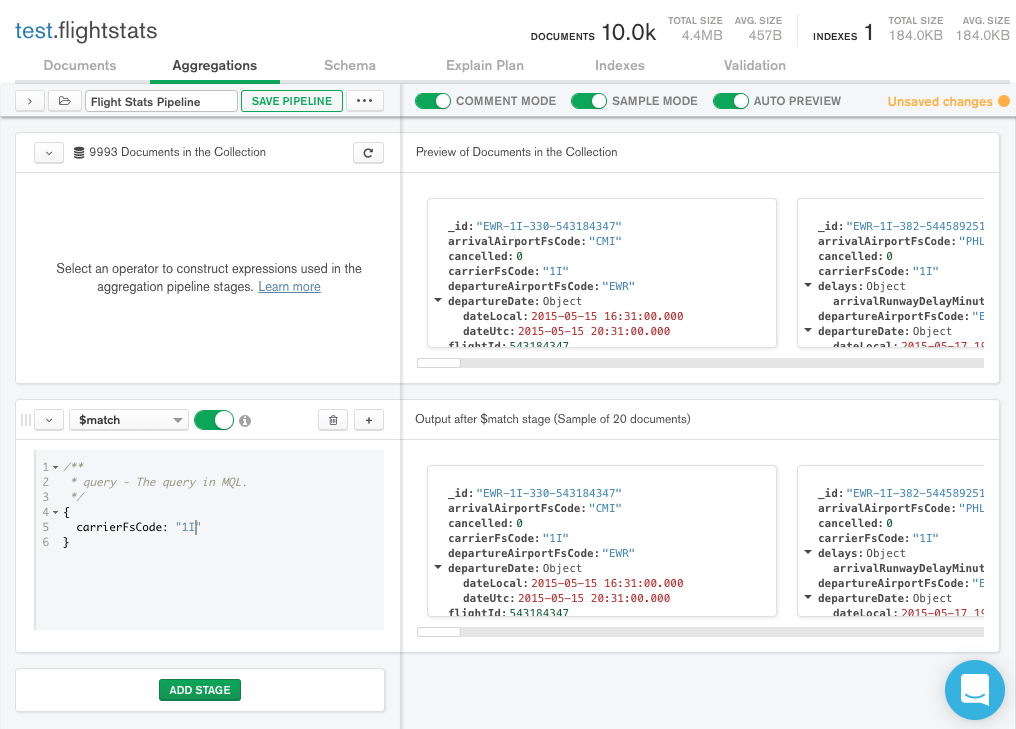 test.flightstats
DOCUMENTS 10.0k TOTAL SIZE 4.4MB AVG. SIZE 457B INDEXES 1 TOTAL SIZE 184.0KB AVG. SIZE 184.0KB
Documents Aggregations Schema Explain Plan Indexes Validation
Flight Stats Pipeline SAVE PIPELINE ••• COMMENT MODE SAMPLE MODE AUTO PREVIEW Unsaved changes
9993 Documents in the Collection
Preview of Documents in the Collection
Select an operator to construct expressions used in the
aggregation pipeline stages. Learn more
_id: "EWR-1I-330-543184347"
arrivalAirportFsCode: "CMI"
cancelled: 0
carrierFsCode: "1I"
departureAirportFsCode: "EWR"
departureDate: Object
dateLocal: 2015-05-15 16:31:00.000
dateUtc: 2015-05-15 20:31:00.000
flightId: 543184347
_id: "EWR-1I-382-544589251
arrivalAirportFsCode: "PHL
cancelled: 0
carrierFsCode: "1I"
delays: Object
arrivalRunwayDelayMinut
departureAirportFsCode: "E
departureDate: Object
dateLocal: 2015-05-17 19
$match
Output after $match stage (Sample of 20 documents)
1 /**
2 * query - The query in MQL.
3 */
4 {
5 carrierFsCode: "1I"
6 }
_id: "EWR-1I-330-543184347"
arrivalAirportFsCode: "CMI"
cancelled: 0
carrierFsCode: "1I"
departureAirportFsCode: "EWR"
departureDate: Object
dateLocal: 2015-05-15 16:31:00.000
dateUtc: 2015-05-15 20:31:00.000
flightId: 543184347
_id: "EWR-1I-382-544589251
arrivalAirportFsCode: "PHL
cancelled: 0
carrierFsCode: "1I"
delays: Object
arrivalRunwayDelayMinut
departureAirportFsCode: "E
departureDate: Object
dateLocal: 2015-05-17 19
ADD STAGE